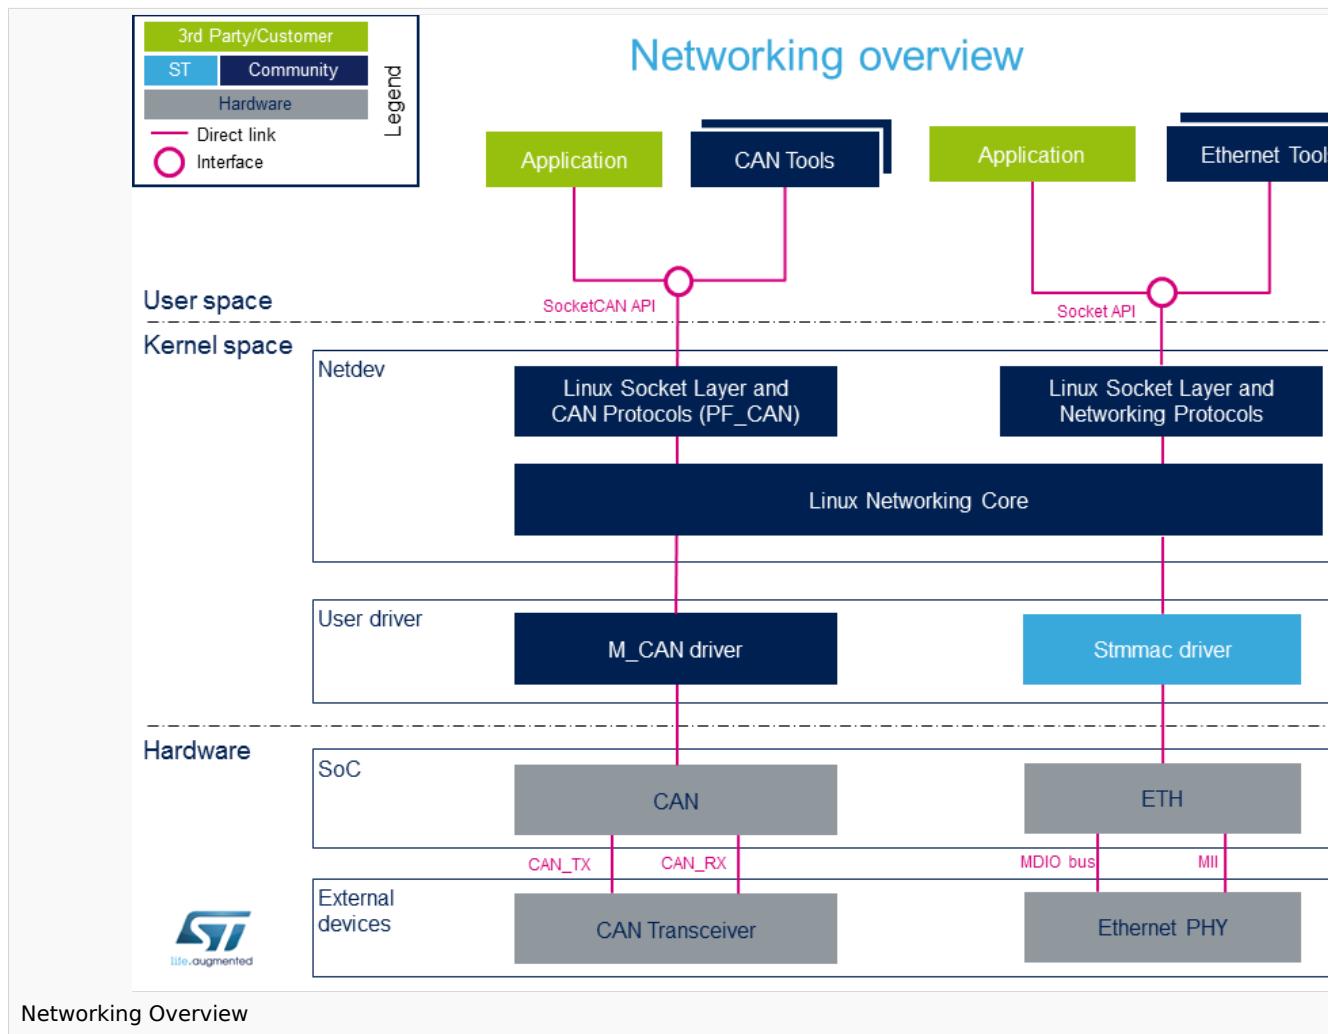 3rd Party/Customer
ST
Community
Hardware
Direct link
Interface
Legend
Networking overview
Application
CAN Tools
Application
Ethernet Tools
SocketCAN API
Socket API
User space
Kernel space
Netdev
Linux Socket Layer and
CAN Protocols (PF_CAN)
Linux Socket Layer and
Networking Protocols
Linux Networking Core
User driver
M_CAN driver
Stmmac driver
Hardware
SoC
CAN
ETH
CAN_TX
CAN_RX
MDIO bus
MII
External
devices
CAN Transceiver
Ethernet PHY
ST
life.augmented
Networking Overview